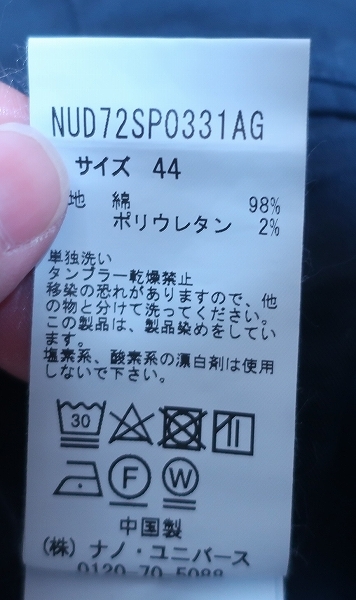 NUD72SP0331AG
サイズ 44
地 綿 98%
ポリウレタン 2%
単独洗い
タンブラー乾燥禁止
移染の恐れがありますので、他
の物と分けて洗ってください。
この製品は、製品染めをしてい
ます。
塩素系、酸素系の漂白剤は使用
しないで下さい。
30
F W
中国製
(株) ナノ・ユニバース
0120-70-5088